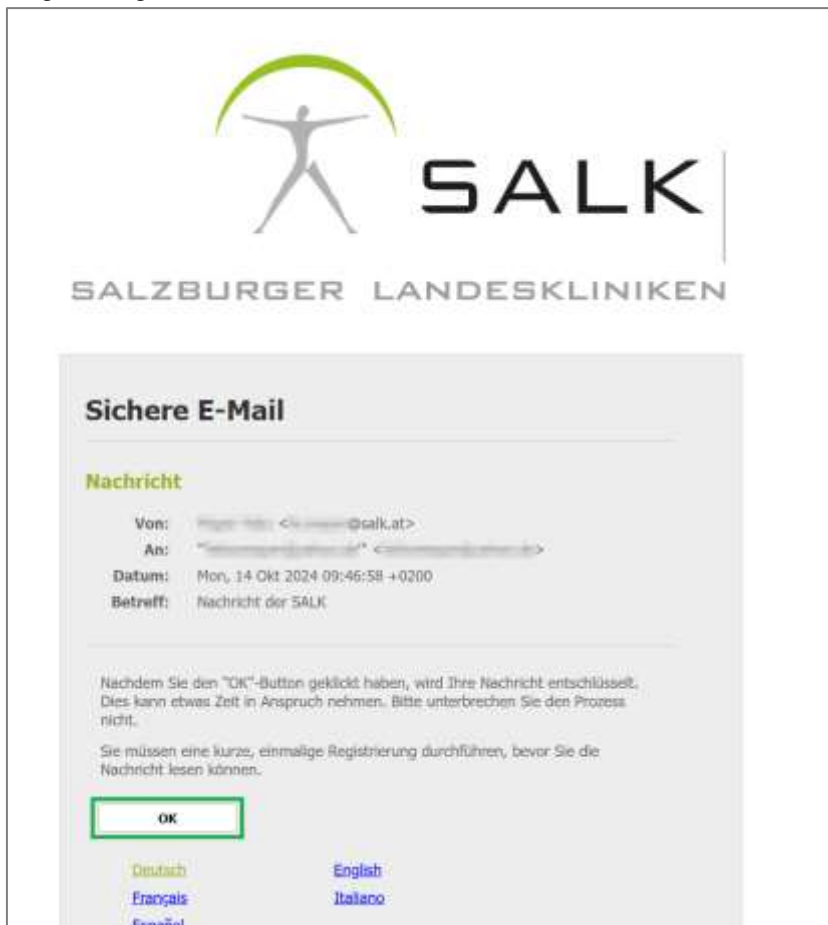 SALK
SALZBURGER LANDESKLINIKEN
Sichere E-Mail
Nachricht
Von: < @salk.at>
An: " " < >
Datum: Mon, 14 Okt 2024 09:46:58 +0200
Betreff: Nachricht der SALK
Nachdem Sie den "OK"-Button geklickt haben, wird Ihre Nachricht entschlüsselt.
Dies kann etwas Zeit in Anspruch nehmen. Bitte unterbrechen Sie den Prozess
nicht.
Sie müssen eine kurze, einmalige Registrierung durchführen, bevor Sie die
Nachricht lesen können.
OK
Deutsch English
Français Italiano
Español